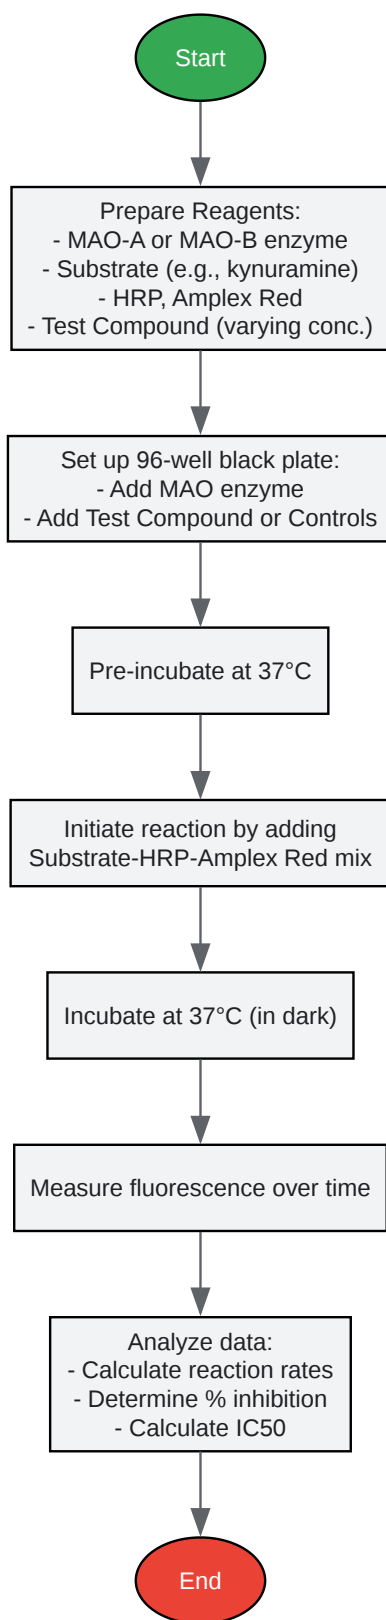 Start
Prepare Reagents:
- MAO-A or MAO-B enzyme
- Substrate (e.g., kynuramine)
- HRP, Amplex Red
- Test Compound (varying conc.)
Set up 96-well black plate:
- Add MAO enzyme
- Add Test Compound or Controls
Pre-incubate at 37°C
Initiate reaction by adding
Substrate-HRP-Amplex Red mix
Incubate at 37°C (in dark)
Measure fluorescence over time
Analyze data:
- Calculate reaction rates
- Determine % inhibition
- Calculate IC50
End